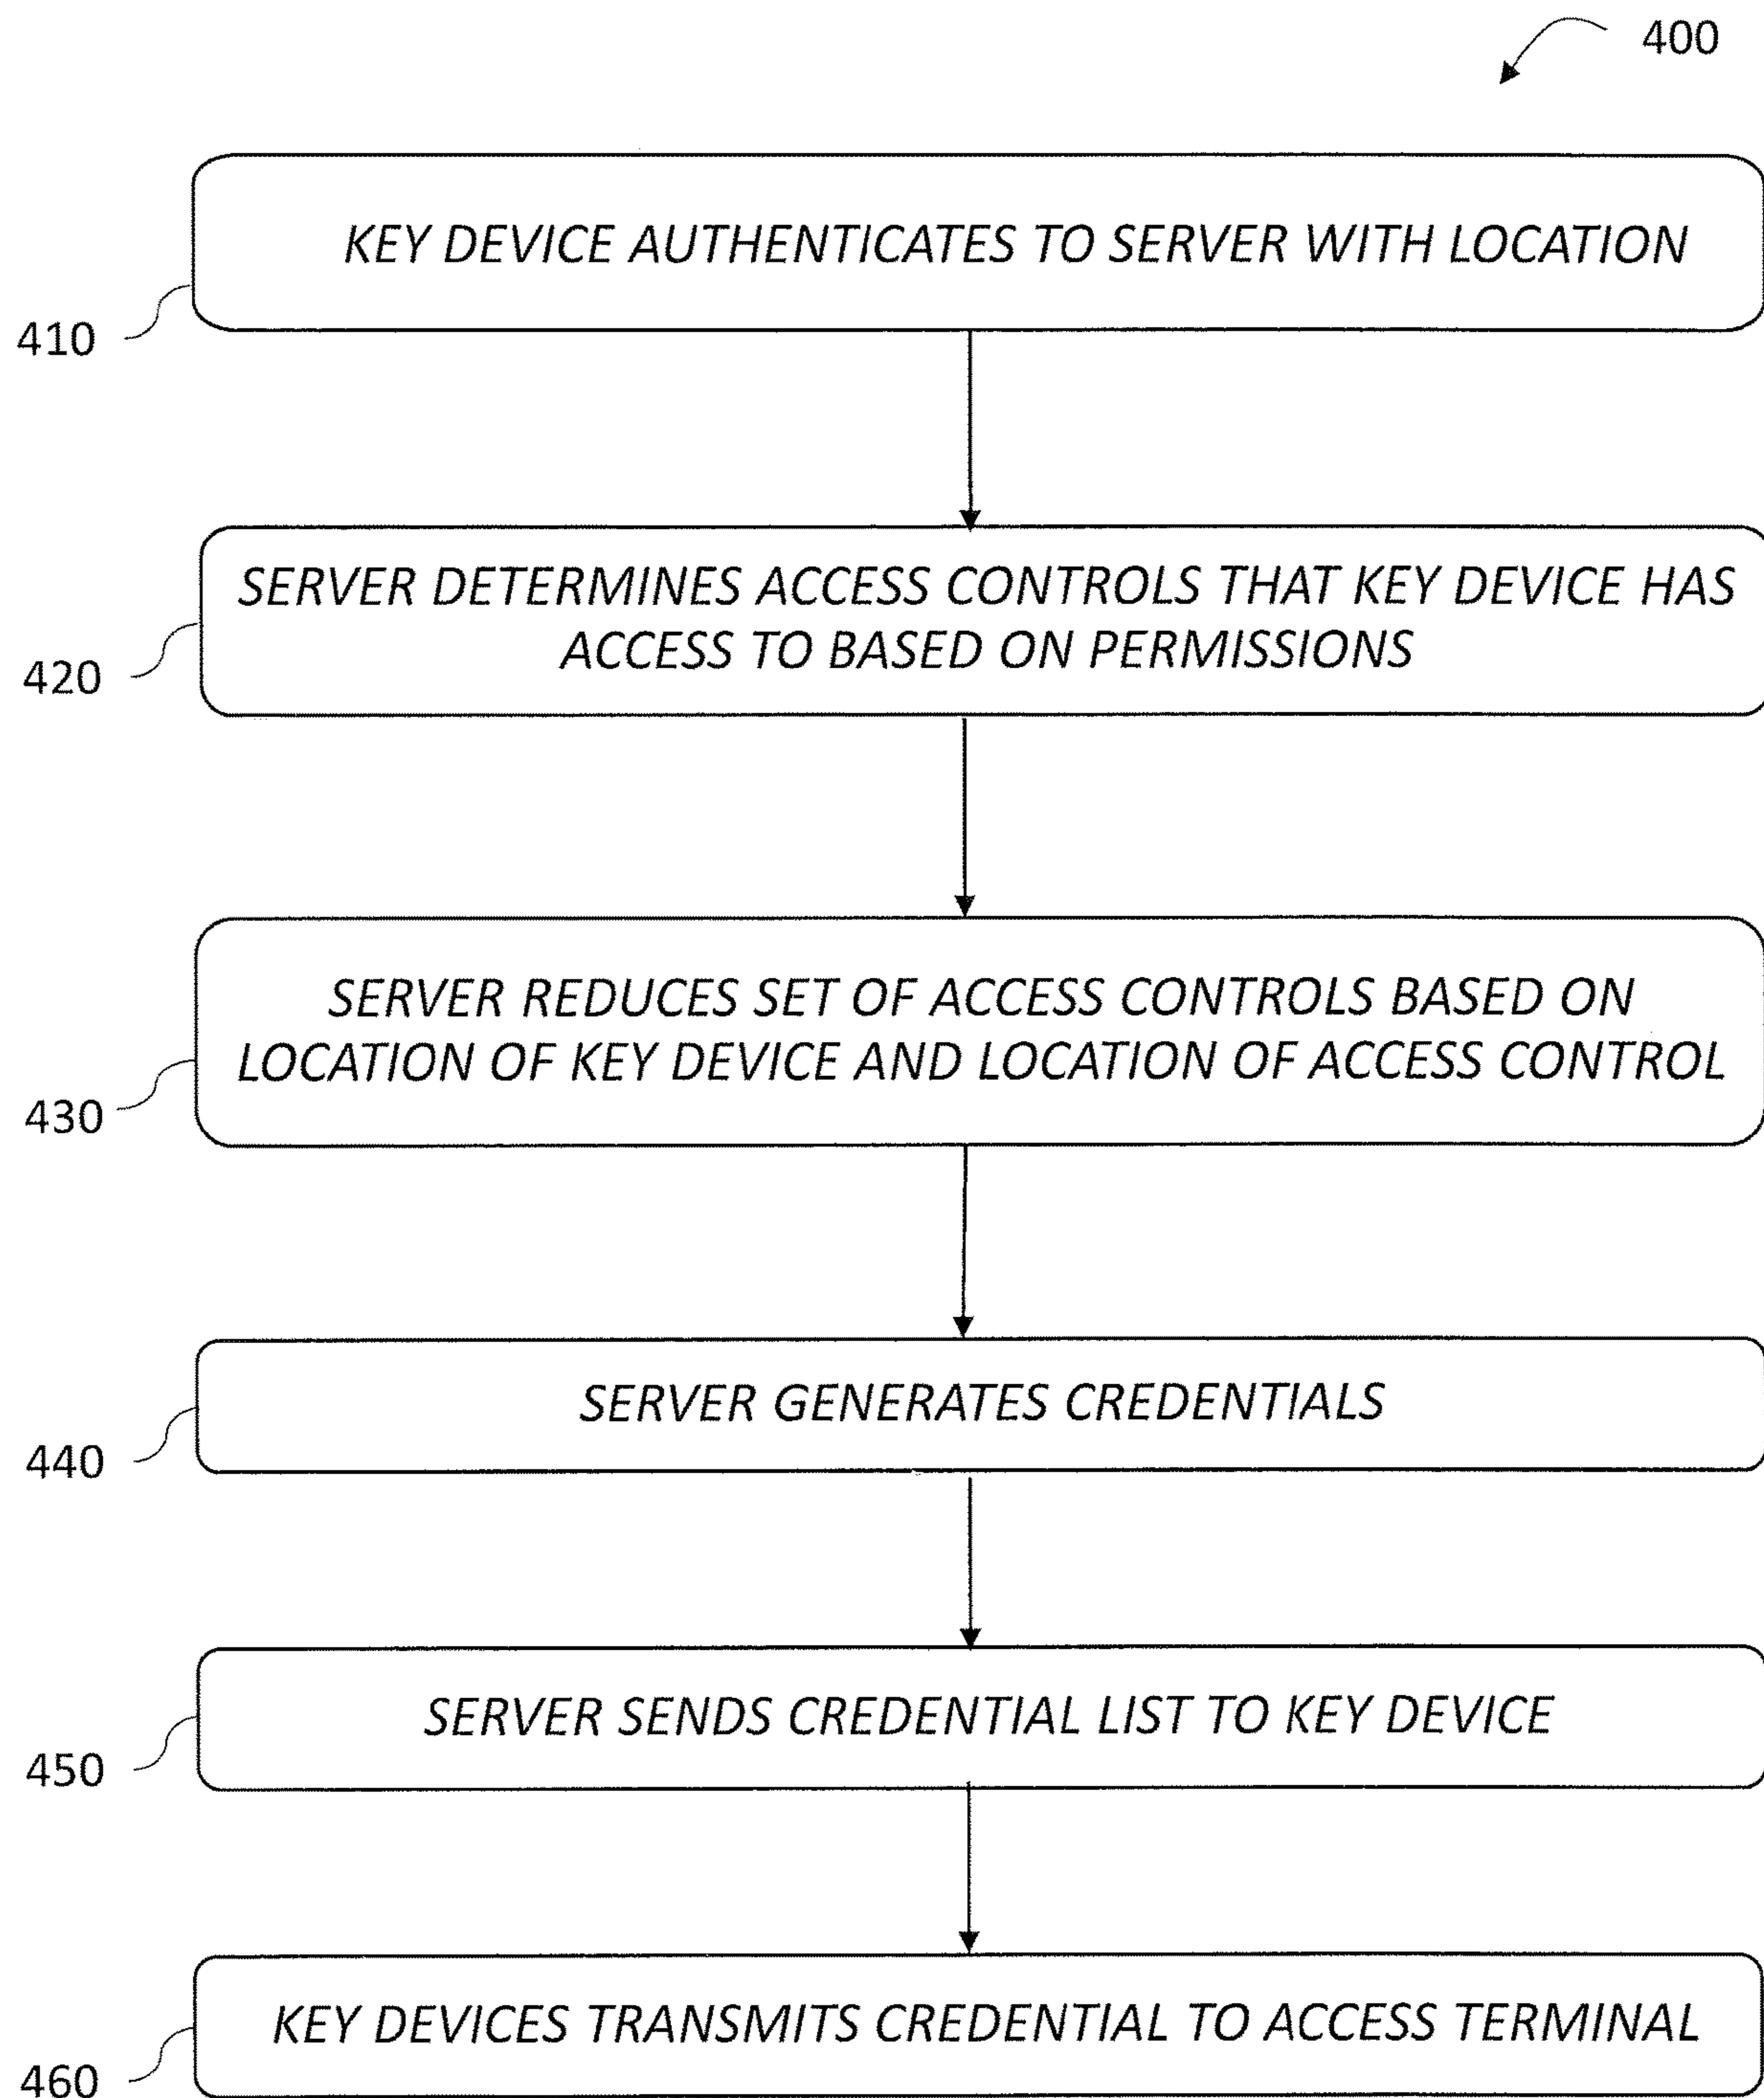 400
KEY DEVICE AUTHENTICATES TO SERVER WITH LOCATION
410
SERVER DETERMINES ACCESS CONTROLS THAT KEY DEVICE HAS
ACCESS TO BASED ON PERMISSIONS
420
SERVER REDUCES SET OF ACCESS CONTROLS BASED ON
LOCATION OF KEY DEVICE AND LOCATION OF ACCESS CONTROL
430
SERVER GENERATES CREDENTIALS
440
SERVER SENDS CREDENTIAL LIST TO KEY DEVICE
450
KEY DEVICES TRANSMITS CREDENTIAL TO ACCESS TERMINAL
460